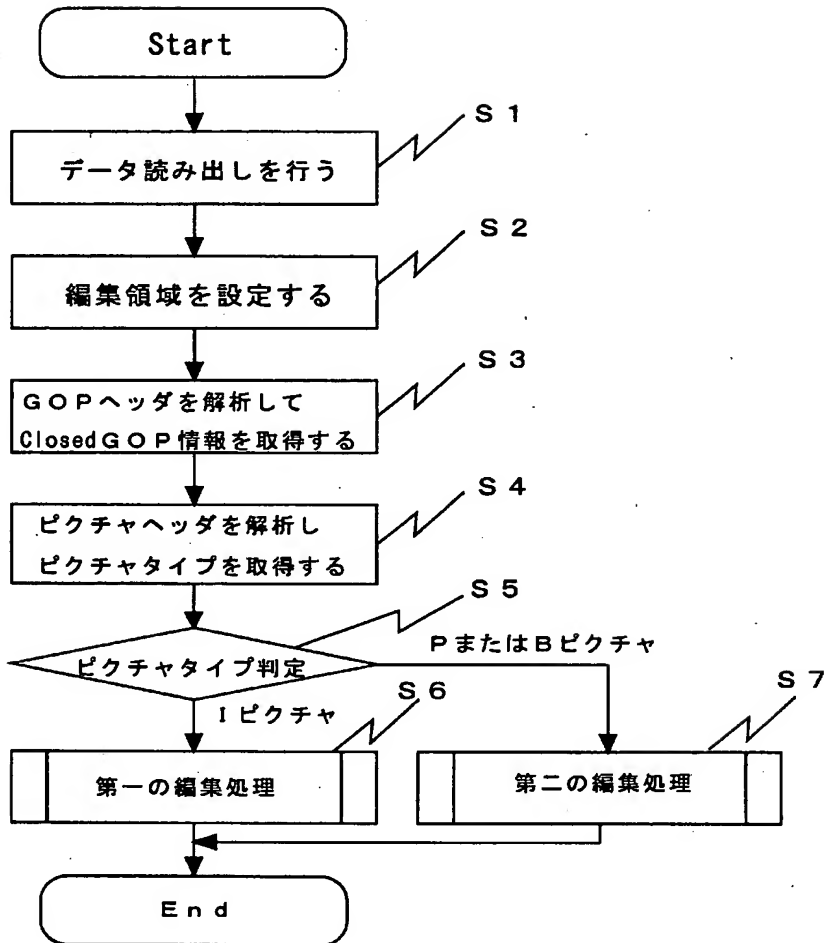 Start
S1
データ読み出しを行う
S2
編集領域を設定する
S3
GOPヘッダを解析して
ClosedGOP情報を取得する
S4
ピクチャヘッダを解析し
ピクチャタイプを取得する
S5
ピクチャタイプ判定
PまたはBピクチャ
Iピクチャ
S6
S7
第一の編集処理
第二の編集処理
End